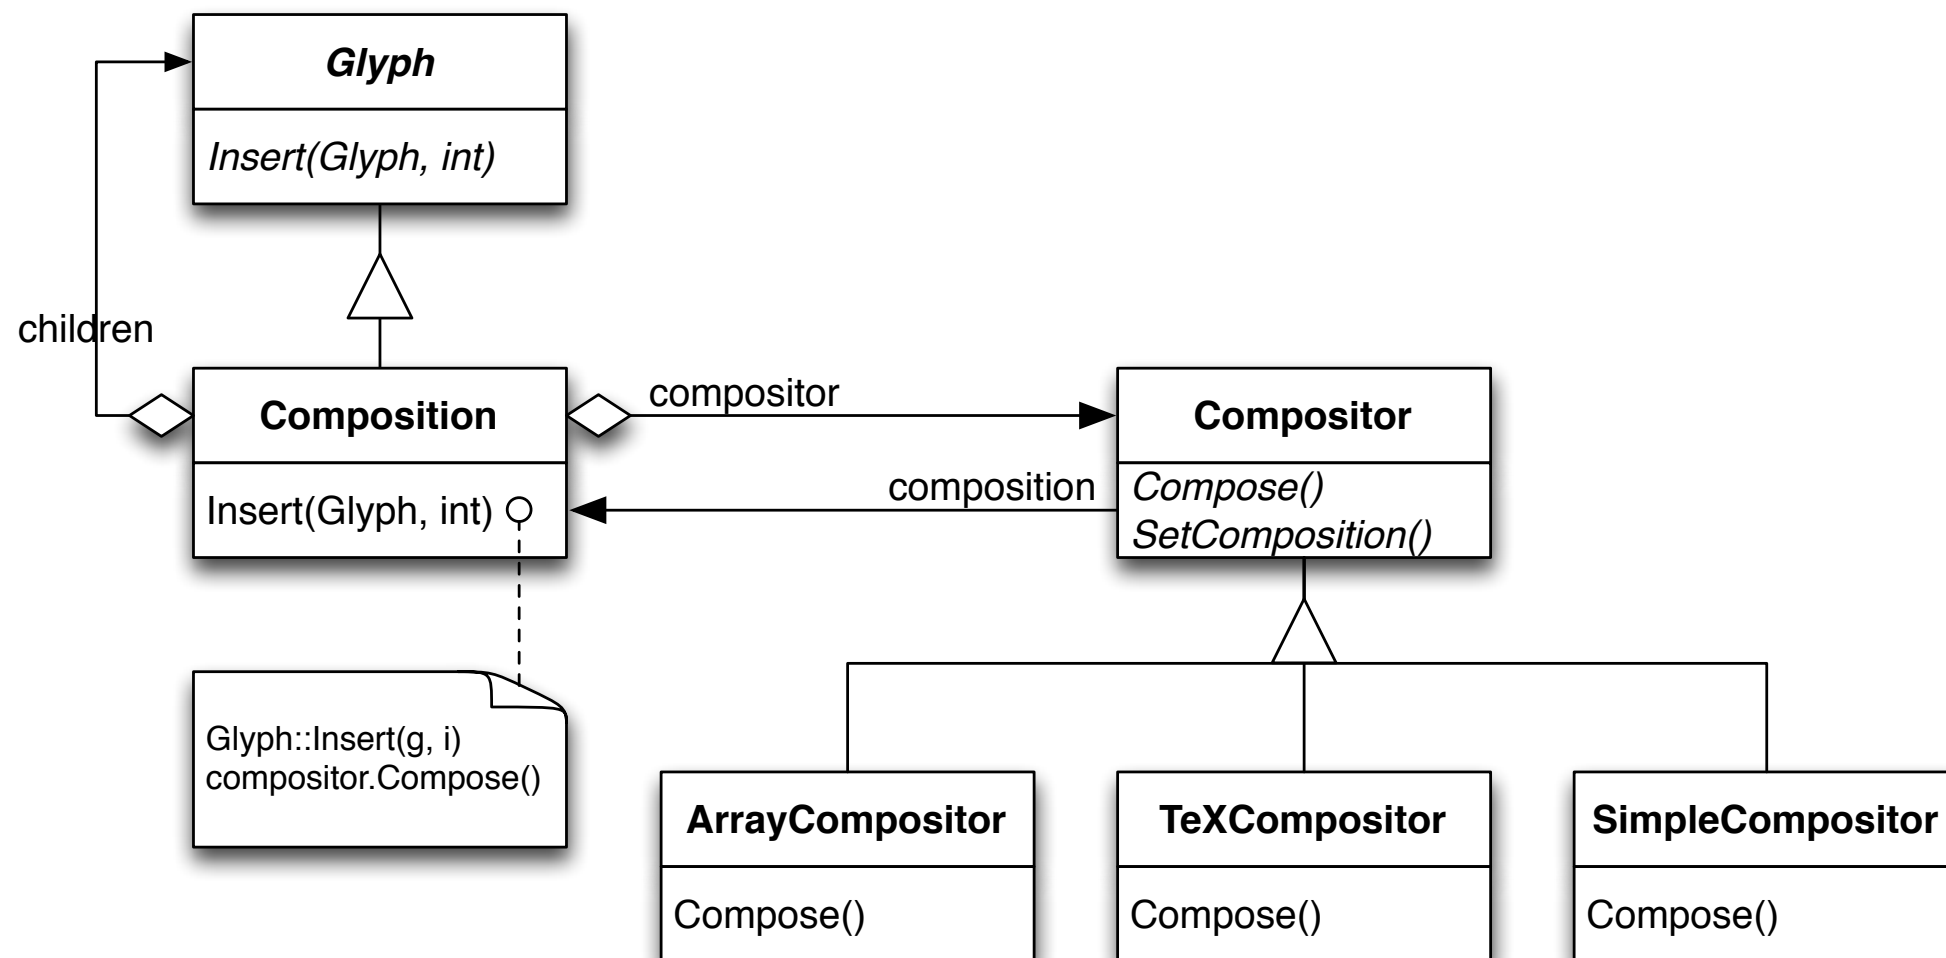 Glyph
Insert(Glyph, int)
children
Composition
compositor
Compositor
Insert(Glyph, int)
composition
Compose()
SetComposition()
Glyph::Insert(g, i)
compositor.Compose()
ArrayCompositor
TeXCompositor
SimpleCompositor
Compose()
Compose()
Compose()